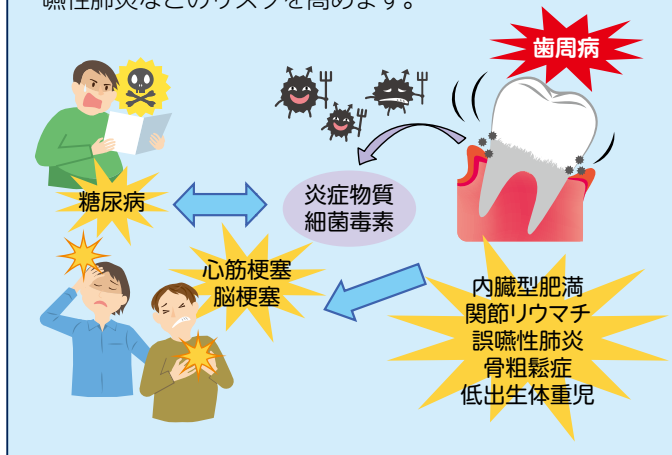 嚥性肺炎などのリスクを高めます。
歯周病
糖尿病
炎症物質
細菌毒素
心筋梗塞
脳梗塞
内臓型肥満
関節リウマチ
誤嚥性肺炎
骨粗鬆症
低出生体重児